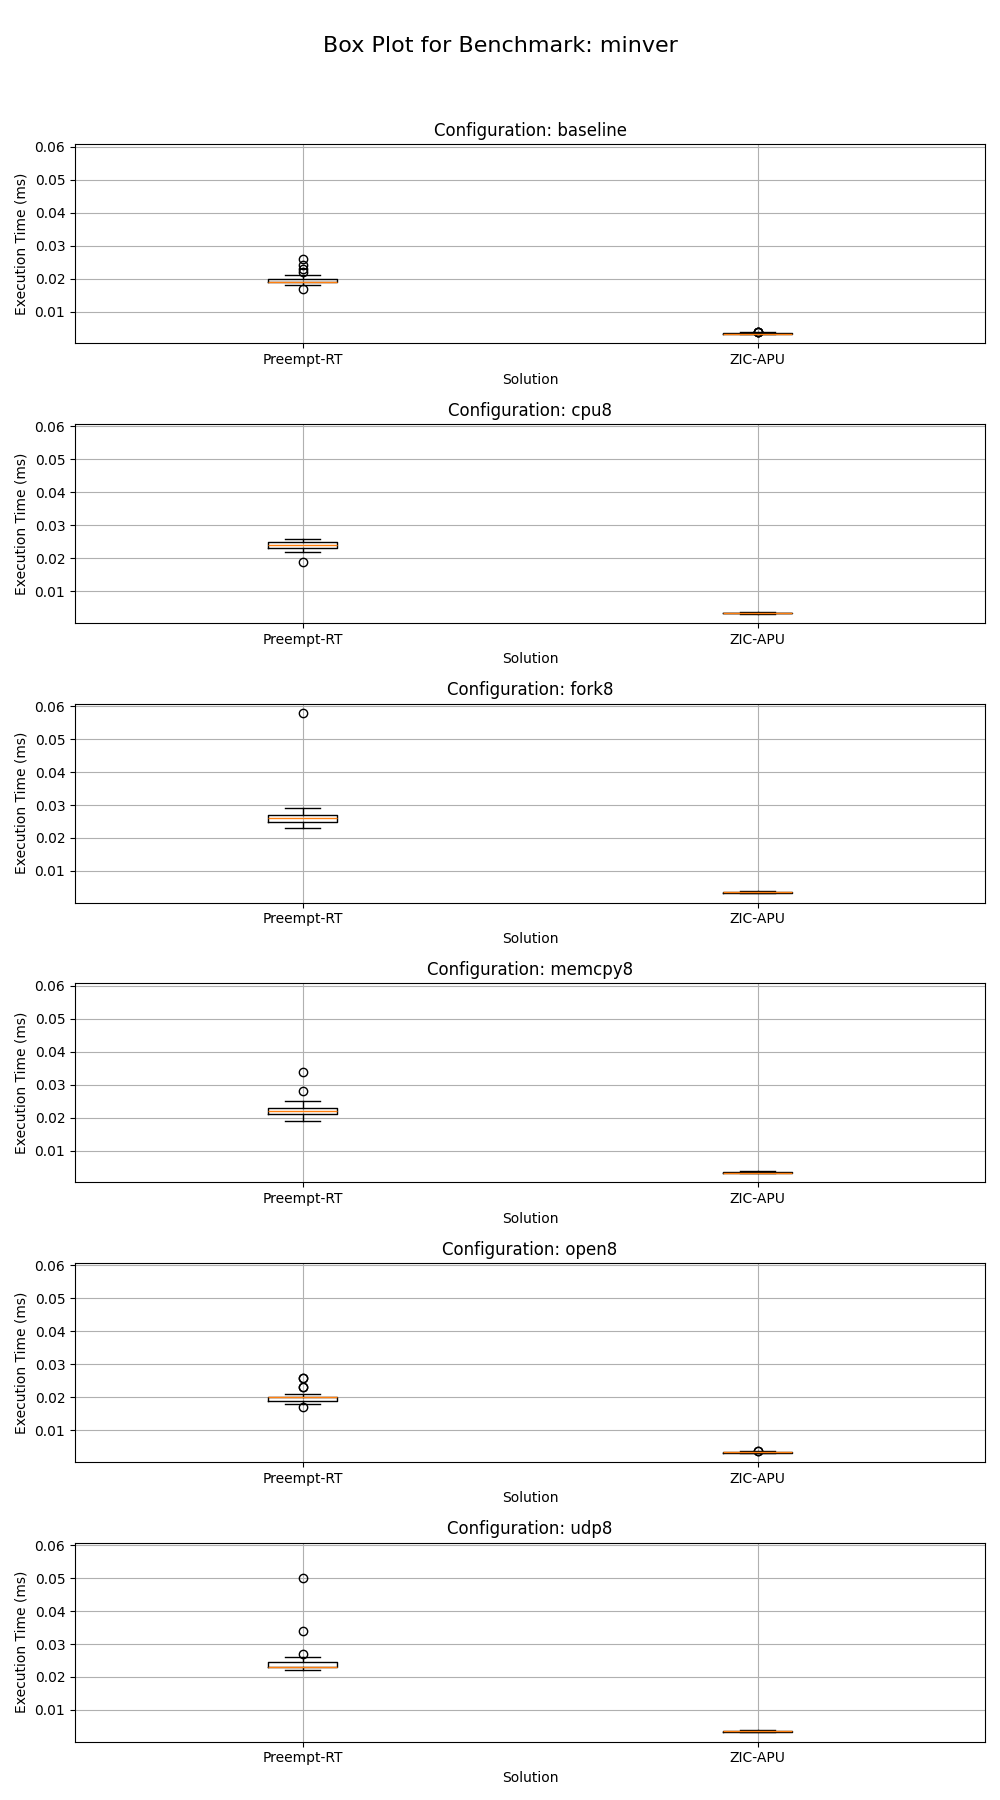 Box Plot for Benchmark: minver
Configuration: baseline
0.06
0.05
0.04
0.03
0.02
0.01
Execution Time (ms)
Preempt-RT ZIC-APU
Solution
Configuration: cpu8
0.06
0.05
0.04
0.03
0.02
0.01
Execution Time (ms)
Preempt-RT ZIC-APU
Solution
Configuration: fork8
0.06
0.05
0.04
0.03
0.02
0.01
Execution Time (ms)
Preempt-RT ZIC-APU
Solution
Configuration: memcpy8
0.06
0.05
0.04
0.03
0.02
0.01
Execution Time (ms)
Preempt-RT ZIC-APU
Solution
Configuration: open8
0.06
0.05
0.04
0.03
0.02
0.01
Execution Time (ms)
Preempt-RT ZIC-APU
Solution
Configuration: udp8
0.06
0.05
0.04
0.03
0.02
0.01
Execution Time (ms)
Preempt-RT ZIC-APU
Solution